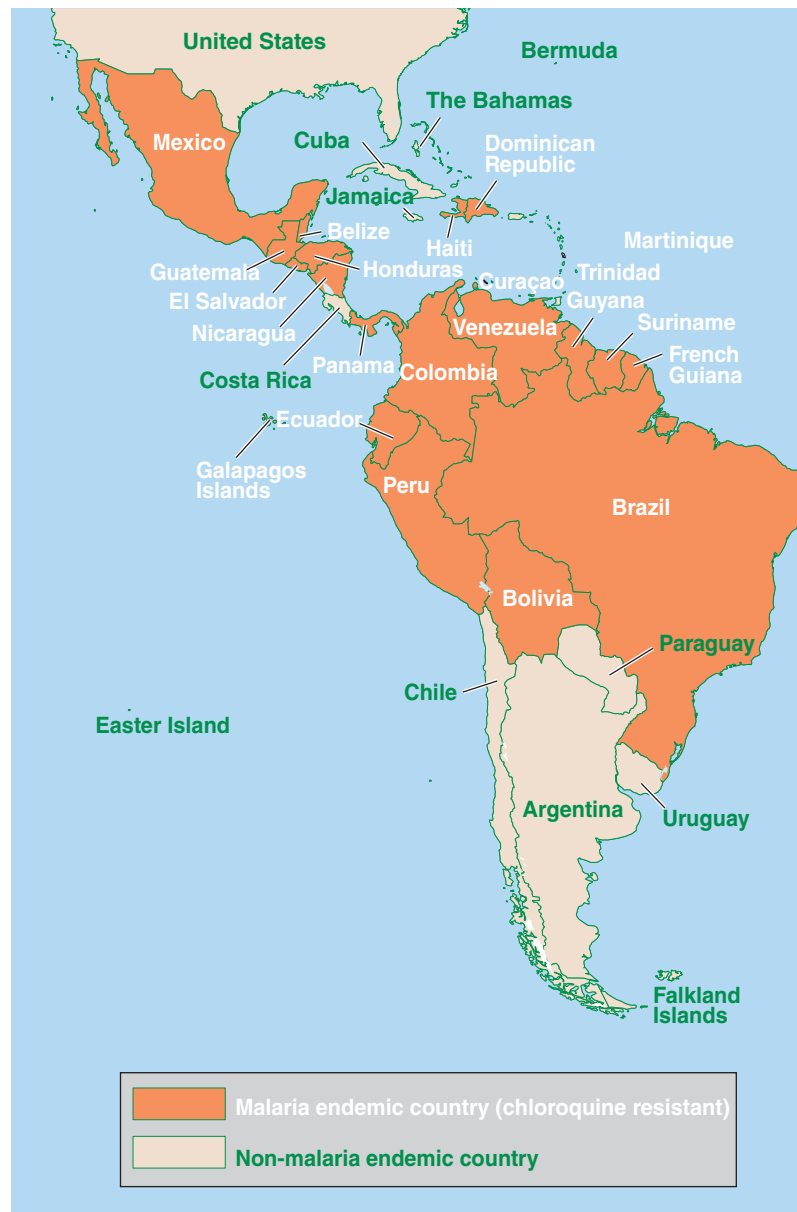 United States
Bermuda
The Bahamas
Mexico
Cuba
Dominican
Republic
Jamaica
Belize
Haiti
Martinique
Guatemala
Honduras
Curaçao
Trinidad
El Salvador
Guyana
Nicaragua
Venezuela
Suriname
Panama
French
Guiana
Costa Rica
Colombia
Ecuador
Galapagos
Islands
Peru
Brazil
Bolivia
Paraguay
Chile
Easter Island
Argentina
Uruguay
Falkland
Islands
Malaria endemic country (chloroquine resistant)
Non-malaria endemic country